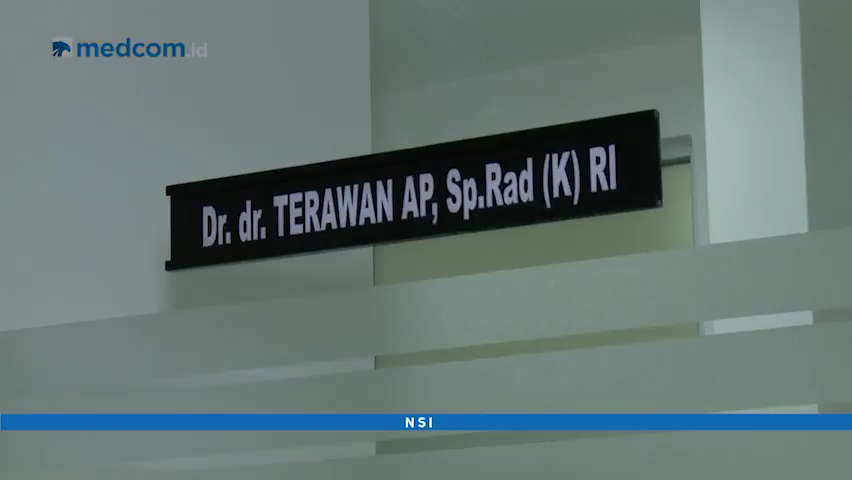 medcom.id
Dr. dr. TERAWAN AP, Sp.Rad (K) RI
NSI